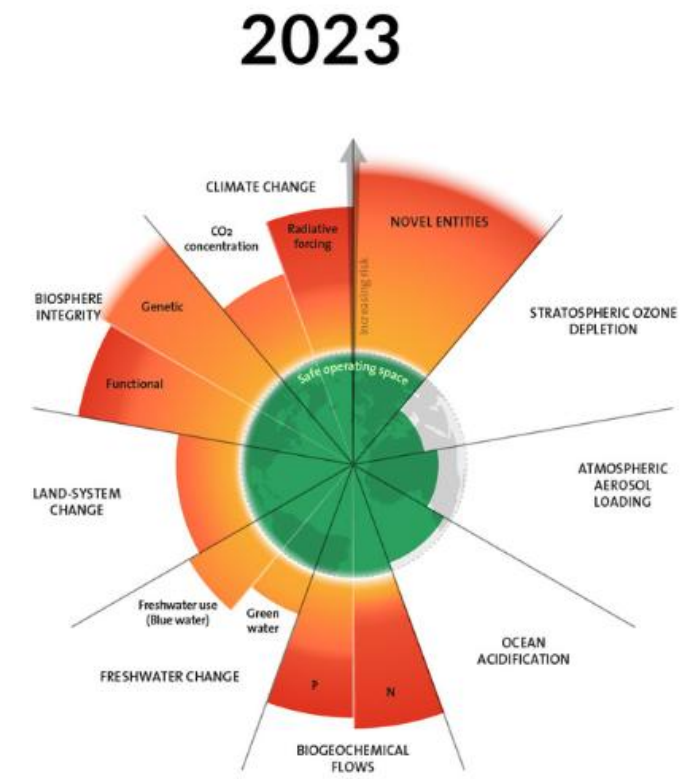 2023
CLIMATE CHANGE
CO2
concentration
Radiative
forcing
NOVEL ENTITIES
Increasing risk
BIOSPHERE
INTEGRITY
Genetic
Functional
STRATOSPHERIC OZONE
DEPLETION
Safe operating space
ATMOSPHERIC
AEROSOL
LOADING
LAND-SYSTEM
CHANGE
Freshwater use
(Blue water)
Green
water
FRESHWATER CHANGE
OCEAN
ACIDIFICATION
P
N
BIOGEOCHEMICAL
FLOWS